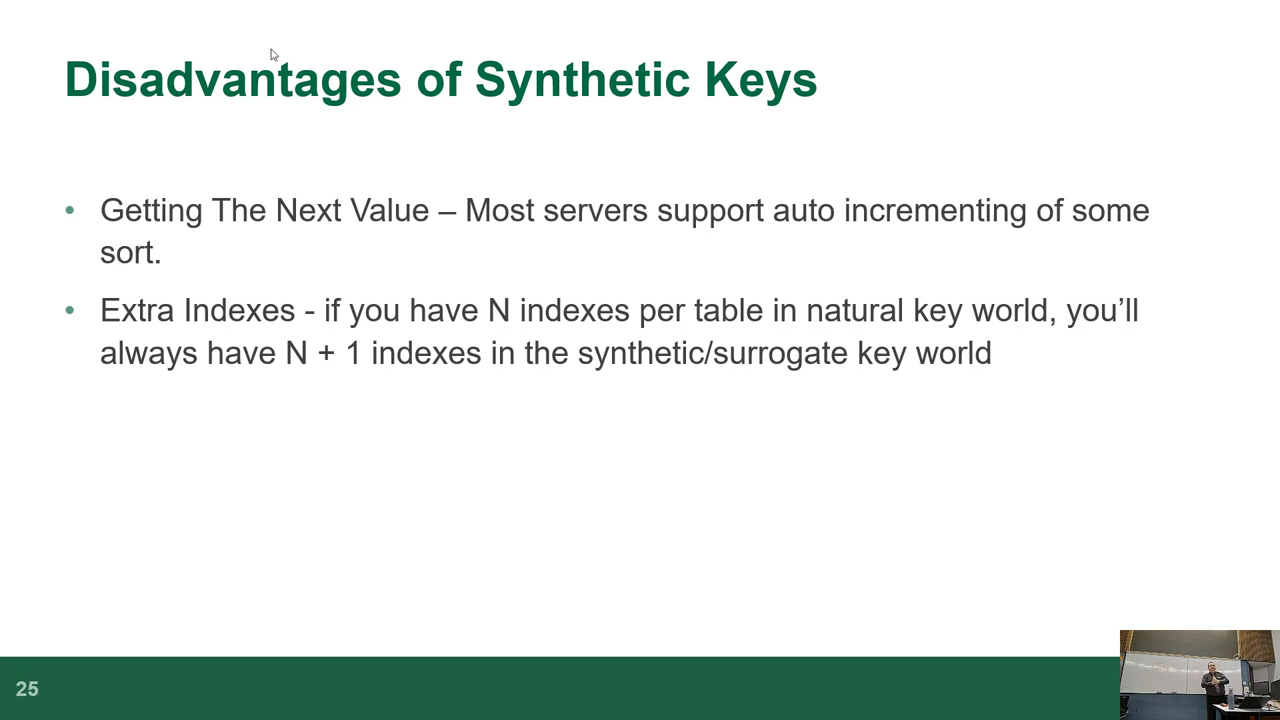 Disadvantages of Synthetic Keys
• Getting The Next Value – Most servers support auto incrementing of some
sort.
• Extra Indexes - if you have N indexes per table in natural key world, you’ll
always have N + 1 indexes in the synthetic/surrogate key world
25